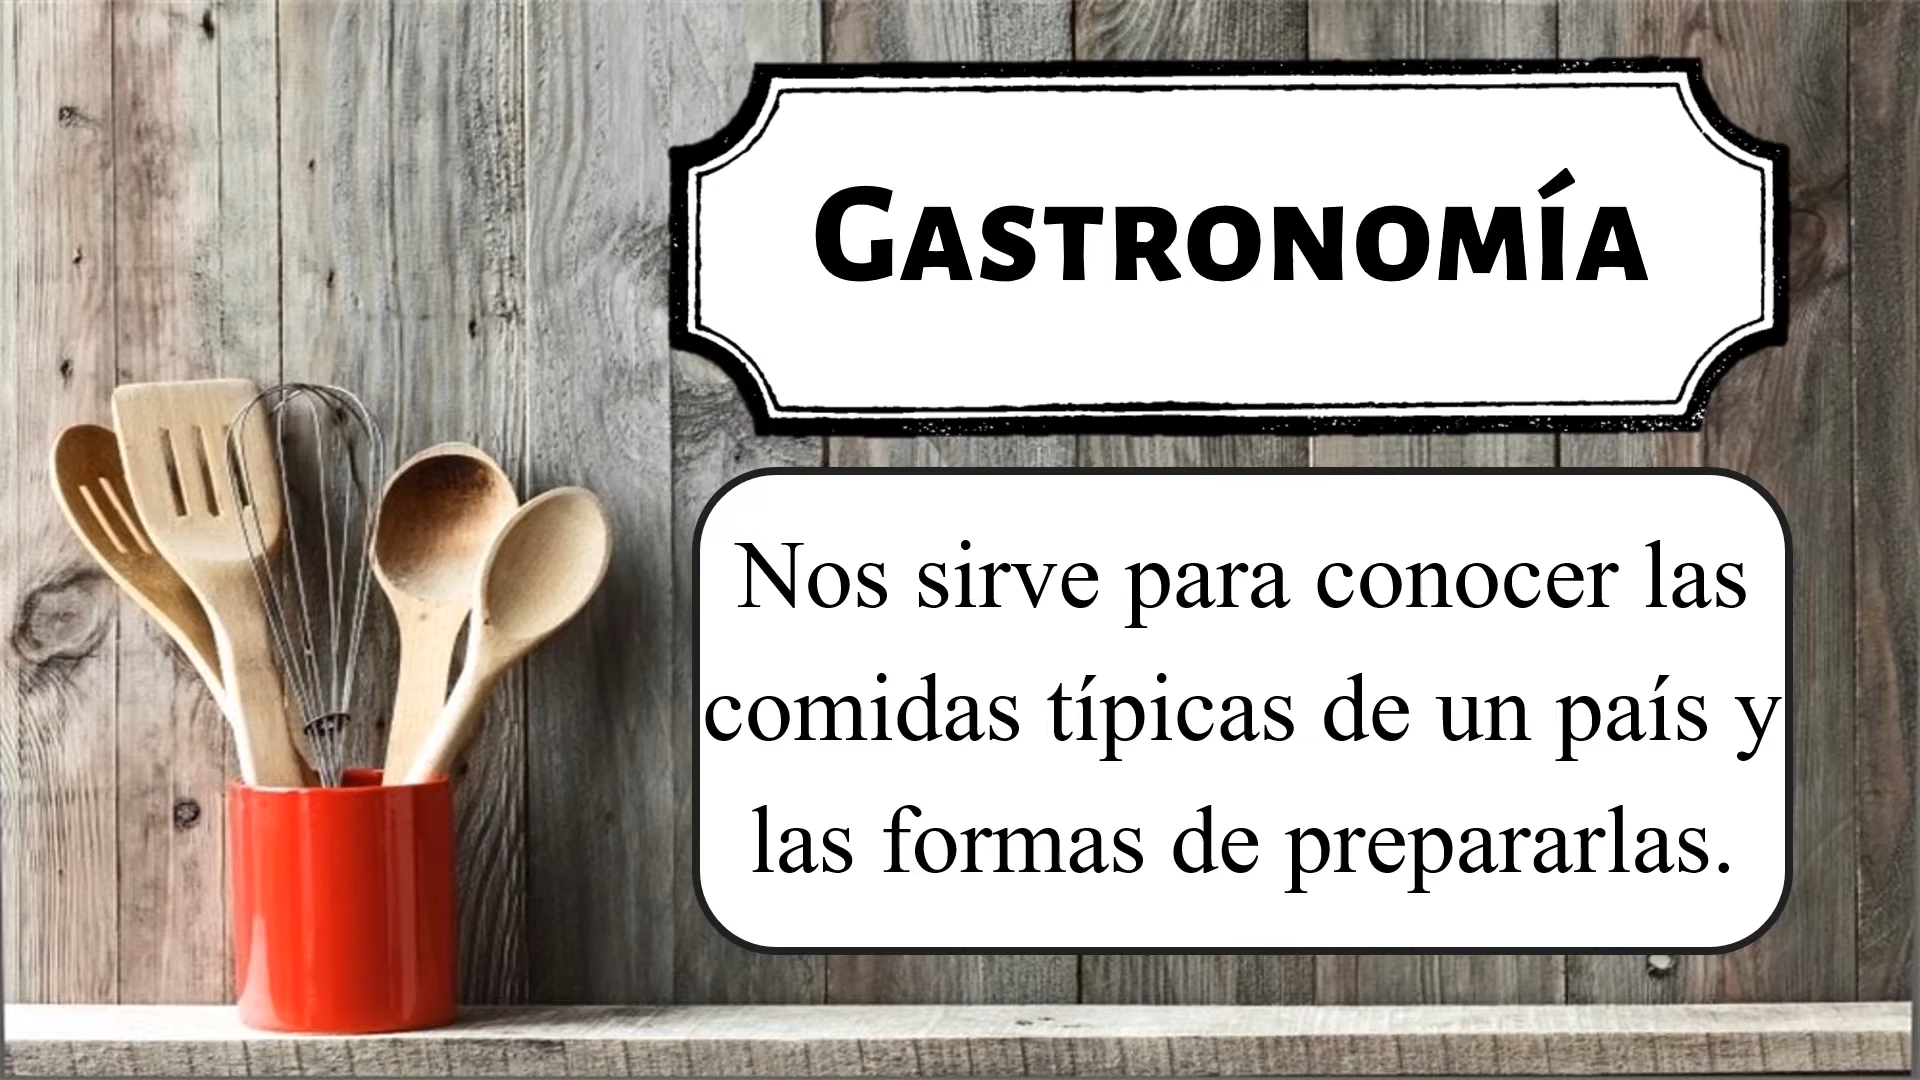 Gastronomía
Nos sirve para conocer las
comidas típicas de un país y
las formas de prepararlas.